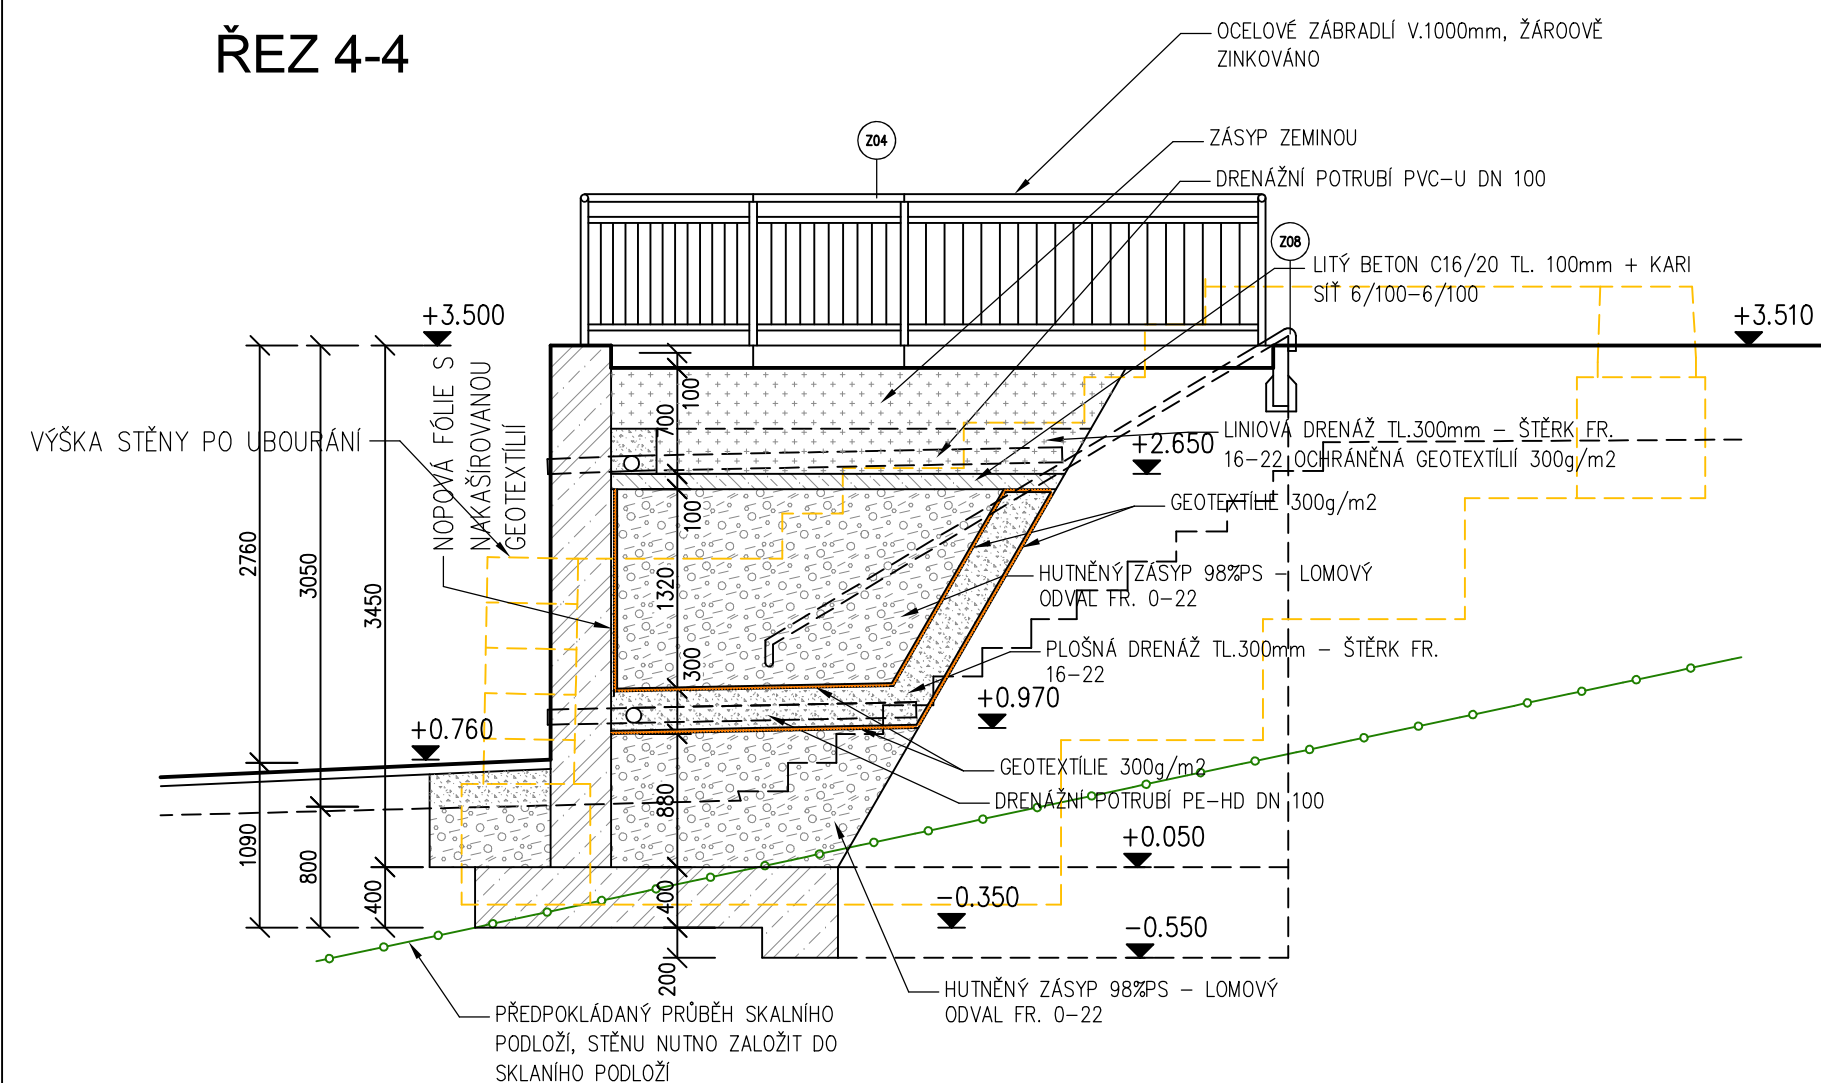 ŘEZ 4-4
OCELOVÉ ZÁBRADLÍ V.1000mm, ŽÁROOVĚ
ZINKOVÁNO
Z04
ZÁSYP ZEMINOU
DRENÁŽNÍ POTRUBÍ PVC-U DN 100
Z08
LITÝ BETON C16/20 TL. 100mm + KARI
SÍŤ 6/100-6/100
+3.500
+3.510
VÝŠKA STĚNY PO UBOURÁNÍ
NOPOVÁ FÓLIE S
NAKAŠÍROVANOU
GEOTEXTÍLIÍ
100
700
+2.650
LINIOVÁ DRENÁŽ TL.300mm - ŠTĚRK FR.
16-22 OCHRÁNĚNÁ GEOTEXTÍLIÍ 300g/m2
GEOTEXTÍLIE 300g/m2
100
2760
3050
3450
1320
HUTNĚNÝ ZÁSYP 98%PS - LOMOVÝ
ODVAL FR. 0-22
300
PLOŠNÁ DRENÁŽ TL.300mm - ŠTĚRK FR.
16-22
+0.970
+0.760
GEOTEXTÍLIE 300g/m2
DRENÁŽNÍ POTRUBÍ PE-HD DN 100
880
1090
800
400
400
+0.050
-0.350
-0.550
200
HUTNĚNÝ ZÁSYP 98%PS - LOMOVÝ
ODVAL FR. 0-22
PŘEDPOKLÁDANÝ PRŮBĚH SKALNÍHO
PODLOŽÍ, STĚNU NUTNO ZALOŽIT DO
SKLANÍHO PODLOŽÍ